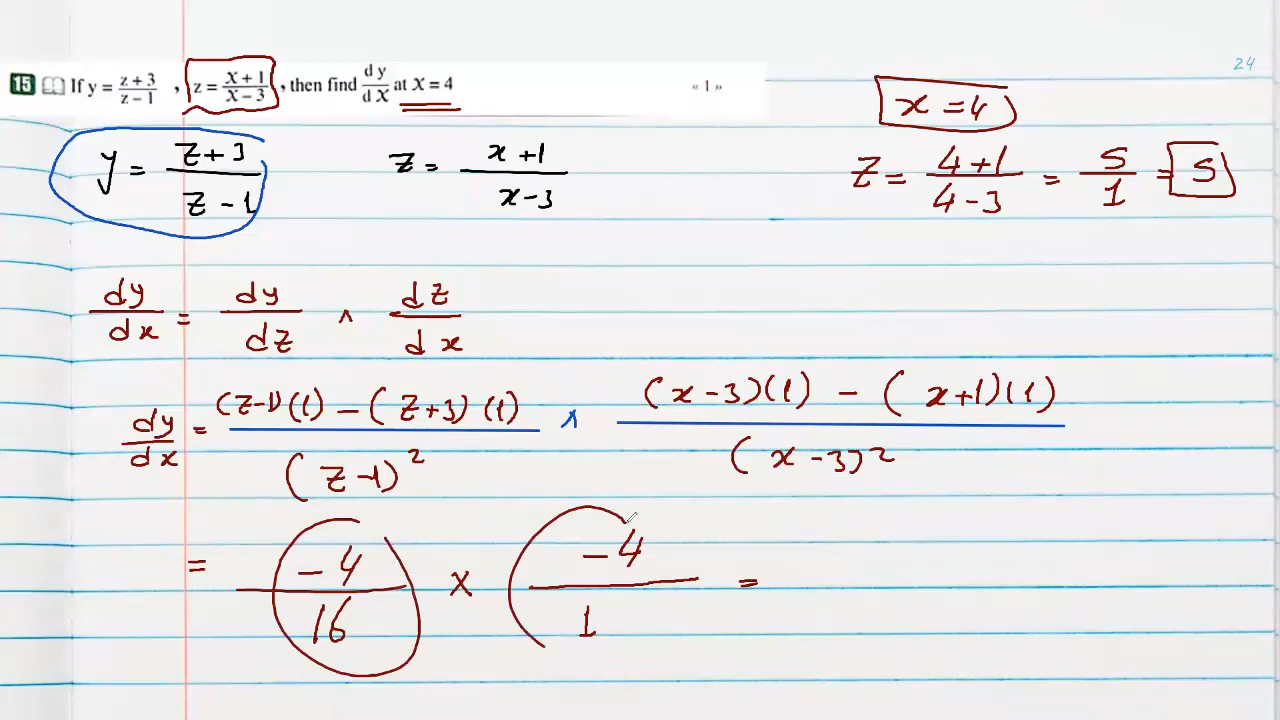 24
15 If y = z + 3 / z − 1 , z = X + 1 / X − 3 , then find d y / d X at X = 4 « 1 »
x = 4
y = z + 3 / z - 1
z = x + 1 / x - 3
z = 4 + 1 / 4 - 3 = 5 / 1 = 5
dy / dx = dy / dz × dz / dx
dy / dx = (z-1)(1) - (z+3)(1) / (z-1)² × (x-3)(1) - (x+1)(1) / (x-3)²
= -4 / 16 × -4 / 1 =